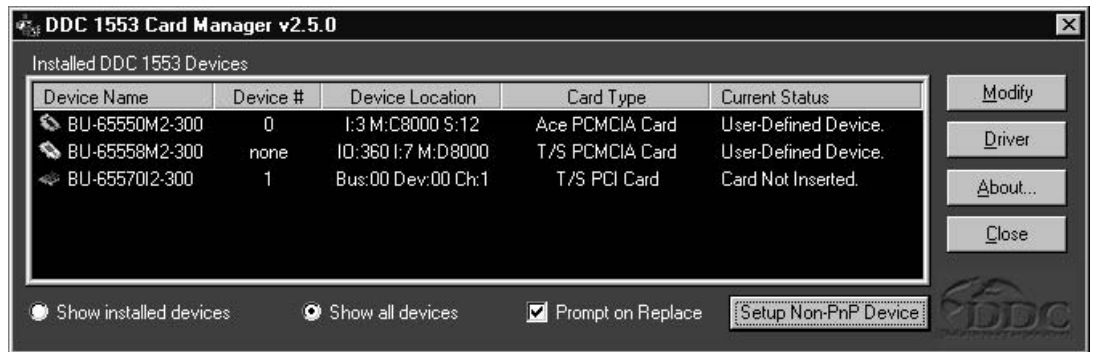 DDC 1553 Card Manager v2.5.0
Installed DDC 1553 Devices
Device Name Device # Device Location Card Type Current Status
BU-65550M2-300 0 I:3 M:C8000 S:12 Ace PCMCIA Card User-Defined Device.
BU-65558M2-300 none IO:360 I:7 M:D8000 T/S PCMCIA Card User-Defined Device.
BU-65570I2-300 1 Bus:00 Dev:00 Ch:1 T/S PCI Card Card Not Inserted.
Modify
Driver
About...
Close
Show installed devices Show all devices Prompt on Replace Setup Non-PnP Device
DDC